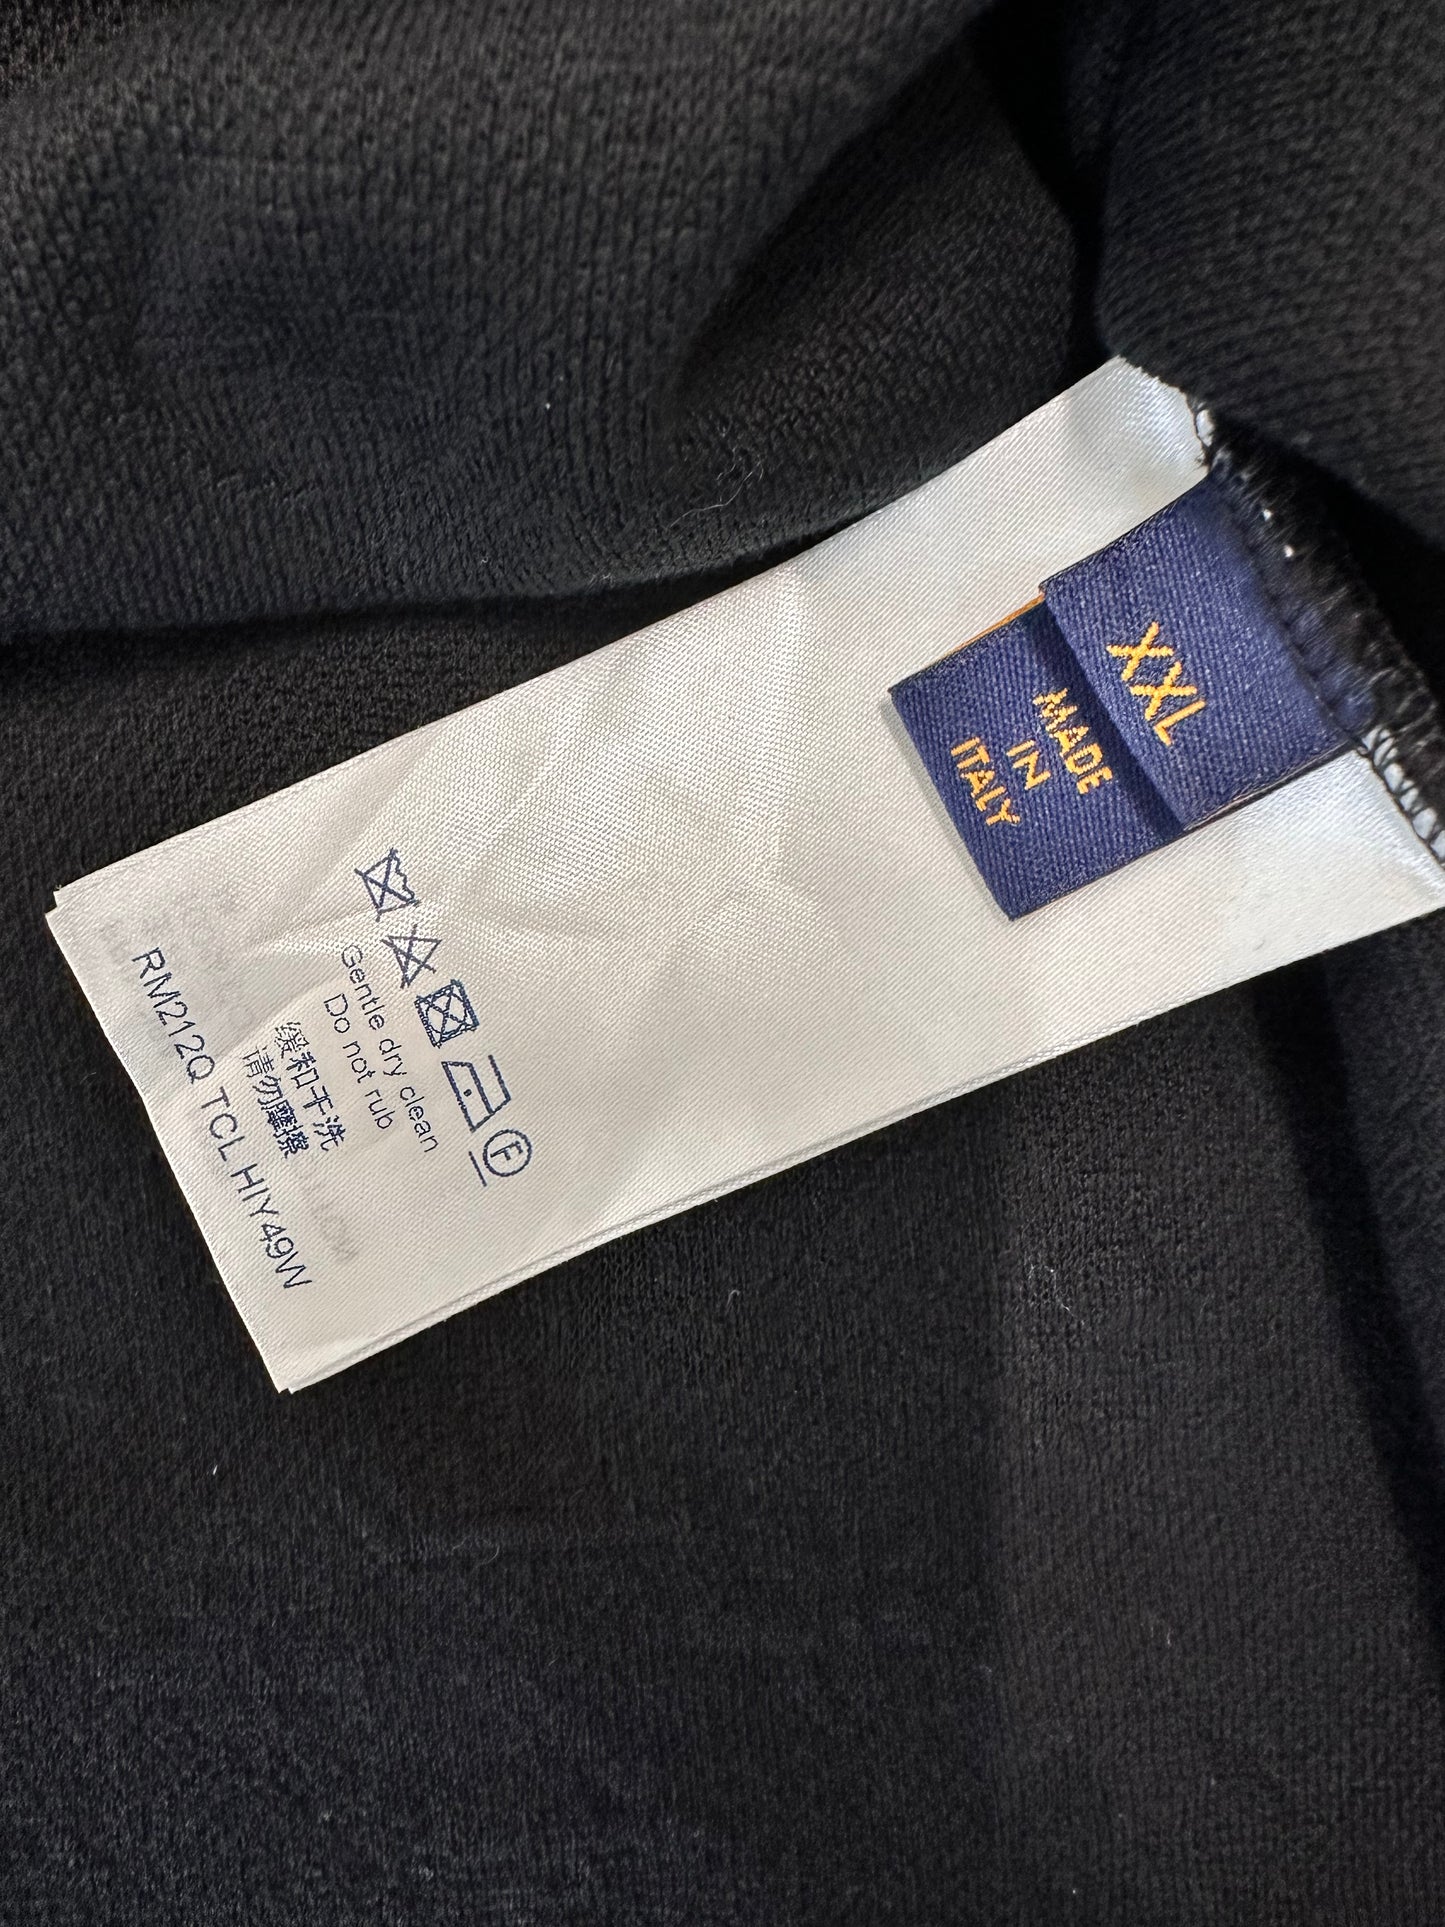 XXL
MADE
IN
ITALY
F
Gentle dry clean
Do not rub
缓和干洗
请勿摩擦
RM212Q TCL HIY49W